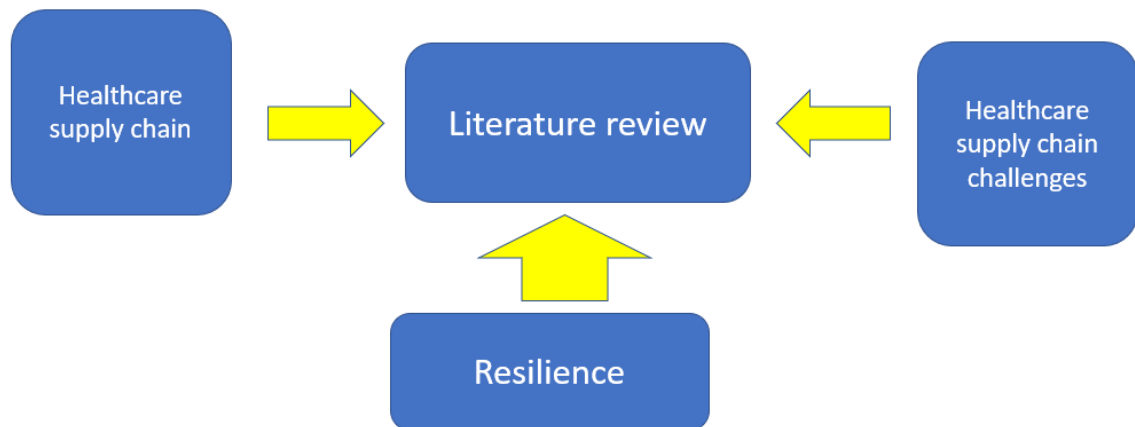 Healthcare
supply chain
Literature review
Healthcare
supply chain
challenges
Resilience